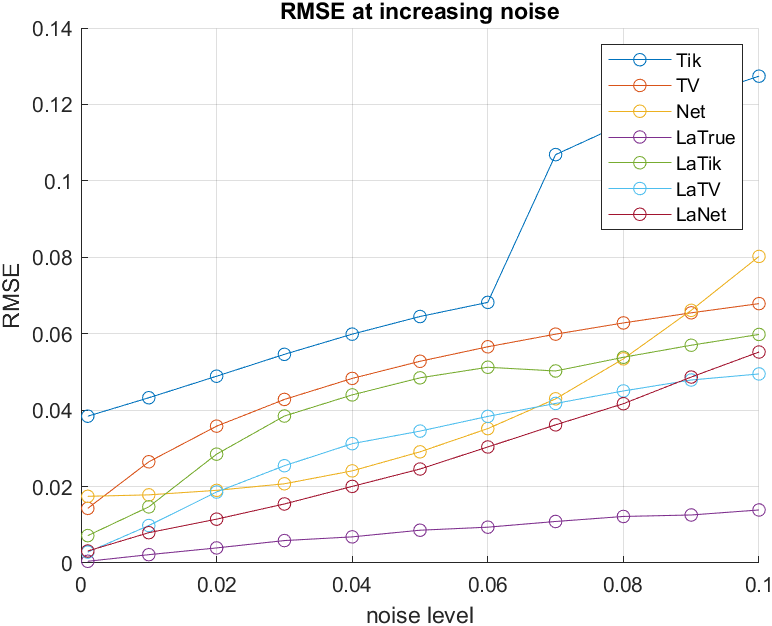 RMSE at increasing noise
0.14
0.12
0.1
0.08
0.06
0.04
0.02
0
RMSE
Tik
TV
Net
LaTrue
LaTik
LaTV
LaNet
0 0.02 0.04 0.06 0.08 0.1
noise level